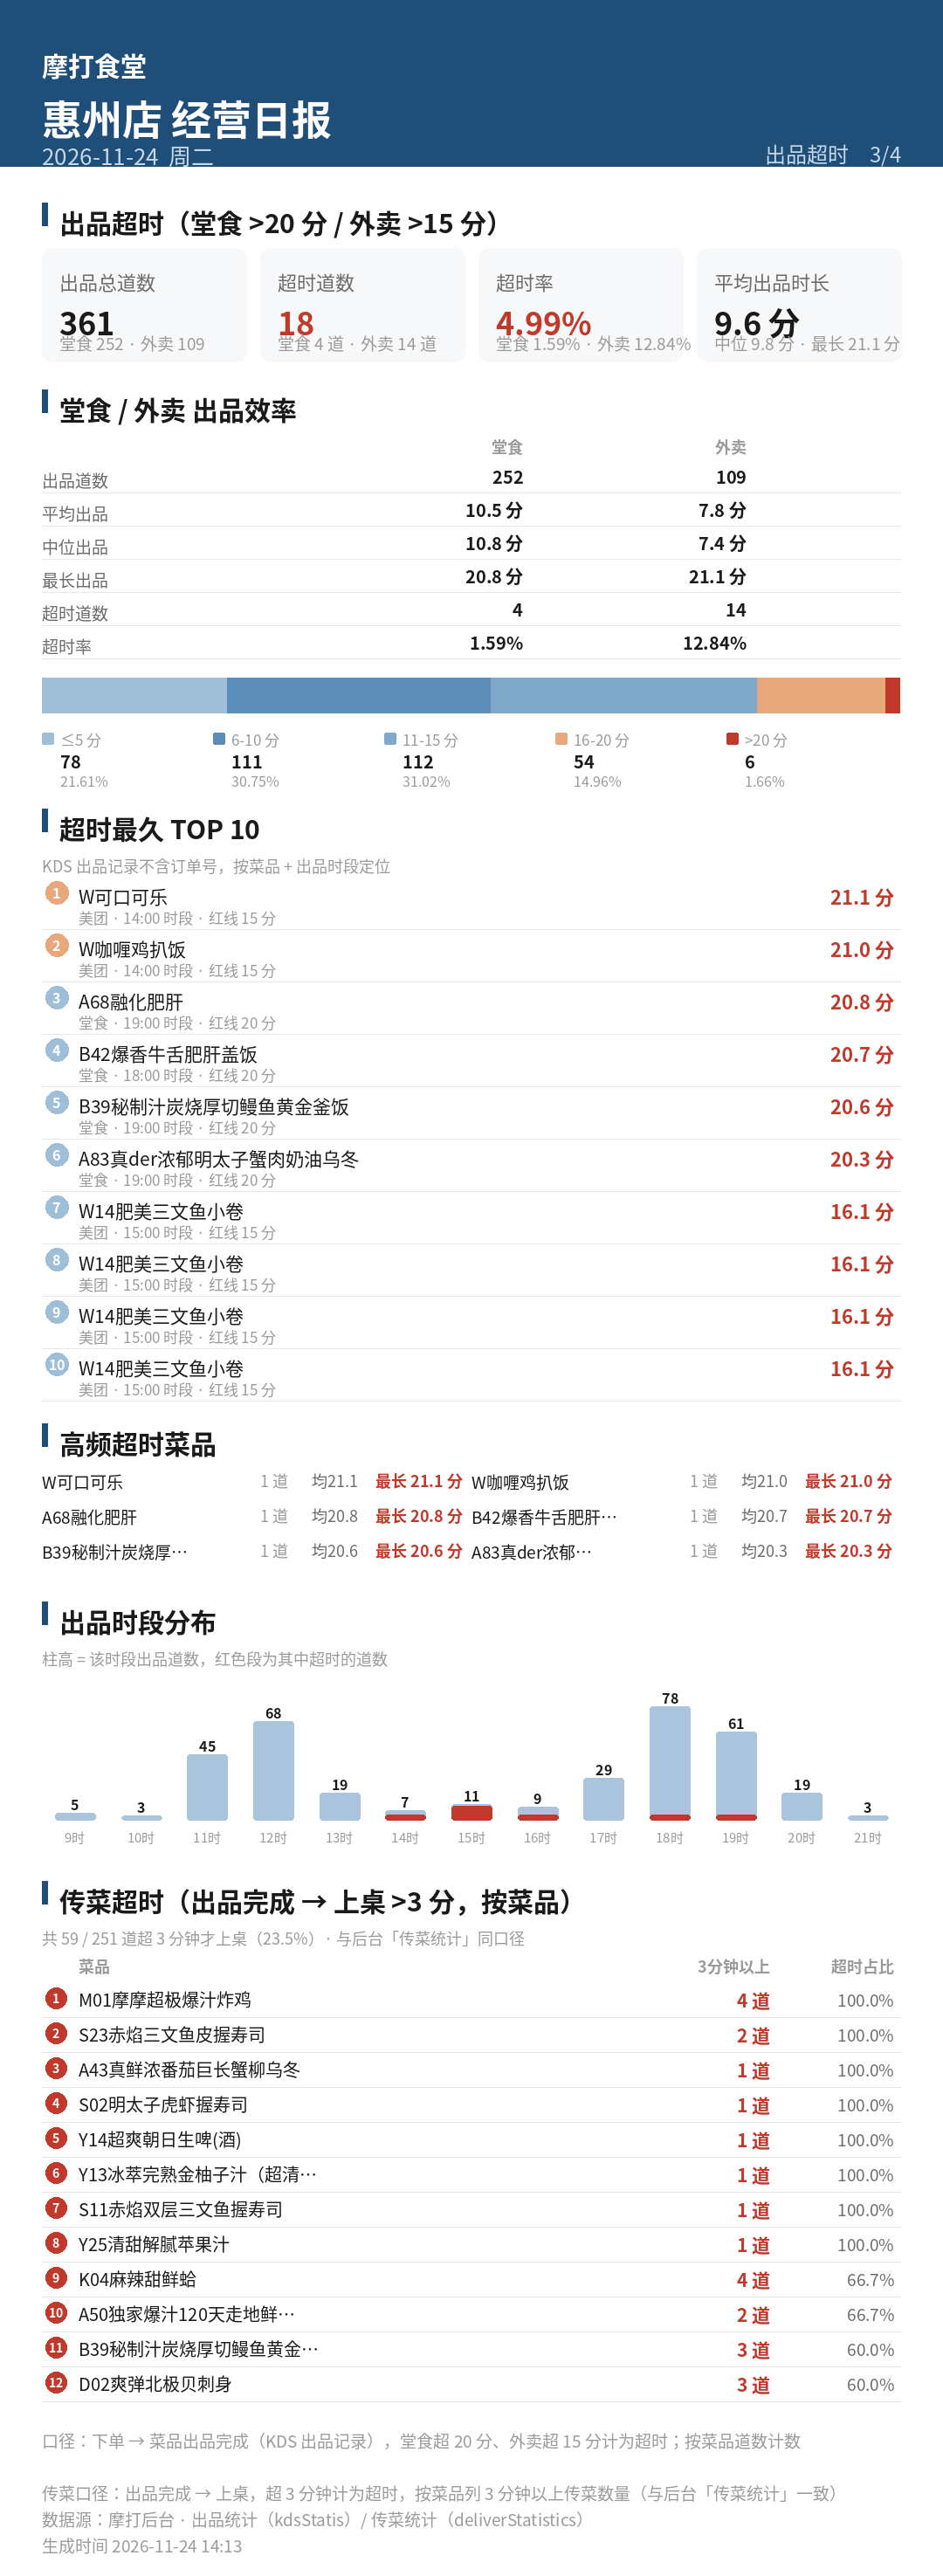 摩打食堂
惠州店 经营日报
2026-11-24 周二
出品超时 3/4
出品超时（堂食 >20 分 / 外卖 >15 分）
出品总道数 超时道数 超时率 平均出品时长
361 18 4.99% 9.6 分
堂食 252 · 外卖 109 堂食 4 道 · 外卖 14 道 堂食 1.59% · 外卖 12.84% 中位 9.8 分 · 最长 21.1 分
堂食 / 外卖 出品效率
堂食 外卖
出品道数 252 109
平均出品 10.5 分 7.8 分
中位出品 10.8 分 7.4 分
最长出品 20.8 分 21.1 分
超时道数 4 14
超时率 1.59% 12.84%
≤5 分 6-10 分 11-15 分 16-20 分 >20 分
78 111 112 54 6
21.61% 30.75% 31.02% 14.96% 1.66%
超时最久 TOP 10
KDS 出品记录不含订单号，按菜品 + 出品时段定位
1 W可口可乐 21.1 分
美团 · 14:00 时段 · 红线 15 分
2 W咖喱鸡扒饭 21.0 分
美团 · 14:00 时段 · 红线 15 分
3 A68融化肥肝 20.8 分
堂食 · 19:00 时段 · 红线 20 分
4 B42爆香牛舌肥肝盖饭 20.7 分
堂食 · 18:00 时段 · 红线 20 分
5 B39秘制汁炭烧厚切鳗鱼黄金釜饭 20.6 分
堂食 · 19:00 时段 · 红线 20 分
6 A83真der浓郁明太子蟹肉奶油乌冬 20.3 分
堂食 · 19:00 时段 · 红线 20 分
7 W14肥美三文鱼小卷 16.1 分
美团 · 15:00 时段 · 红线 15 分
8 W14肥美三文鱼小卷 16.1 分
美团 · 15:00 时段 · 红线 15 分
9 W14肥美三文鱼小卷 16.1 分
美团 · 15:00 时段 · 红线 15 分
10 W14肥美三文鱼小卷 16.1 分
美团 · 15:00 时段 · 红线 15 分
高频超时菜品
W可口可乐 1 道 均21.1 最长 21.1 分 W咖喱鸡扒饭 1 道 均21.0 最长 21.0 分
A68融化肥肝 1 道 均20.8 最长 20.8 分 B42爆香牛舌肥肝… 1 道 均20.7 最长 20.7 分
B39秘制汁炭烧厚… 1 道 均20.6 最长 20.6 分 A83真der浓郁… 1 道 均20.3 最长 20.3 分
出品时段分布
柱高 = 该时段出品道数，红色段为其中超时的道数
5 3 45 68 19 7 11 9 29 78 61 19 3
9时 10时 11时 12时 13时 14时 15时 16时 17时 18时 19时 20时 21时
传菜超时（出品完成 → 上桌 >3 分，按菜品）
共 59 / 251 道超 3 分钟才上桌（23.5%）· 与后台「传菜统计」同口径
菜品 3分钟以上 超时占比
1 M01摩摩超极爆汁炸鸡 4 道 100.0%
2 S23赤焰三文鱼皮握寿司 2 道 100.0%
3 A43真鲜浓番茄巨长蟹柳乌冬 1 道 100.0%
4 S02明太子虎虾握寿司 1 道 100.0%
5 Y14超爽朝日生啤(酒) 1 道 100.0%
6 Y13冰萃完熟金柚子汁（超清… 1 道 100.0%
7 S11赤焰双层三文鱼握寿司 1 道 100.0%
8 Y25清甜解腻苹果汁 1 道 100.0%
9 K04麻辣甜鲜蛤 4 道 66.7%
10 A50独家爆汁120天走地鲜… 2 道 66.7%
11 B39秘制汁炭烧厚切鳗鱼黄金… 3 道 60.0%
12 D02爽弹北极贝刺身 3 道 60.0%
口径：下单 → 菜品出品完成（KDS 出品记录），堂食超 20 分、外卖超 15 分计为超时；按菜品道数计数
传菜口径：出品完成 → 上桌，超 3 分钟计为超时，按菜品列 3 分钟以上传菜数量（与后台「传菜统计」一致）
数据源：摩打后台 · 出品统计（kdsStatis）/ 传菜统计（deliverStatistics）
生成时间 2026-11-24 14:13